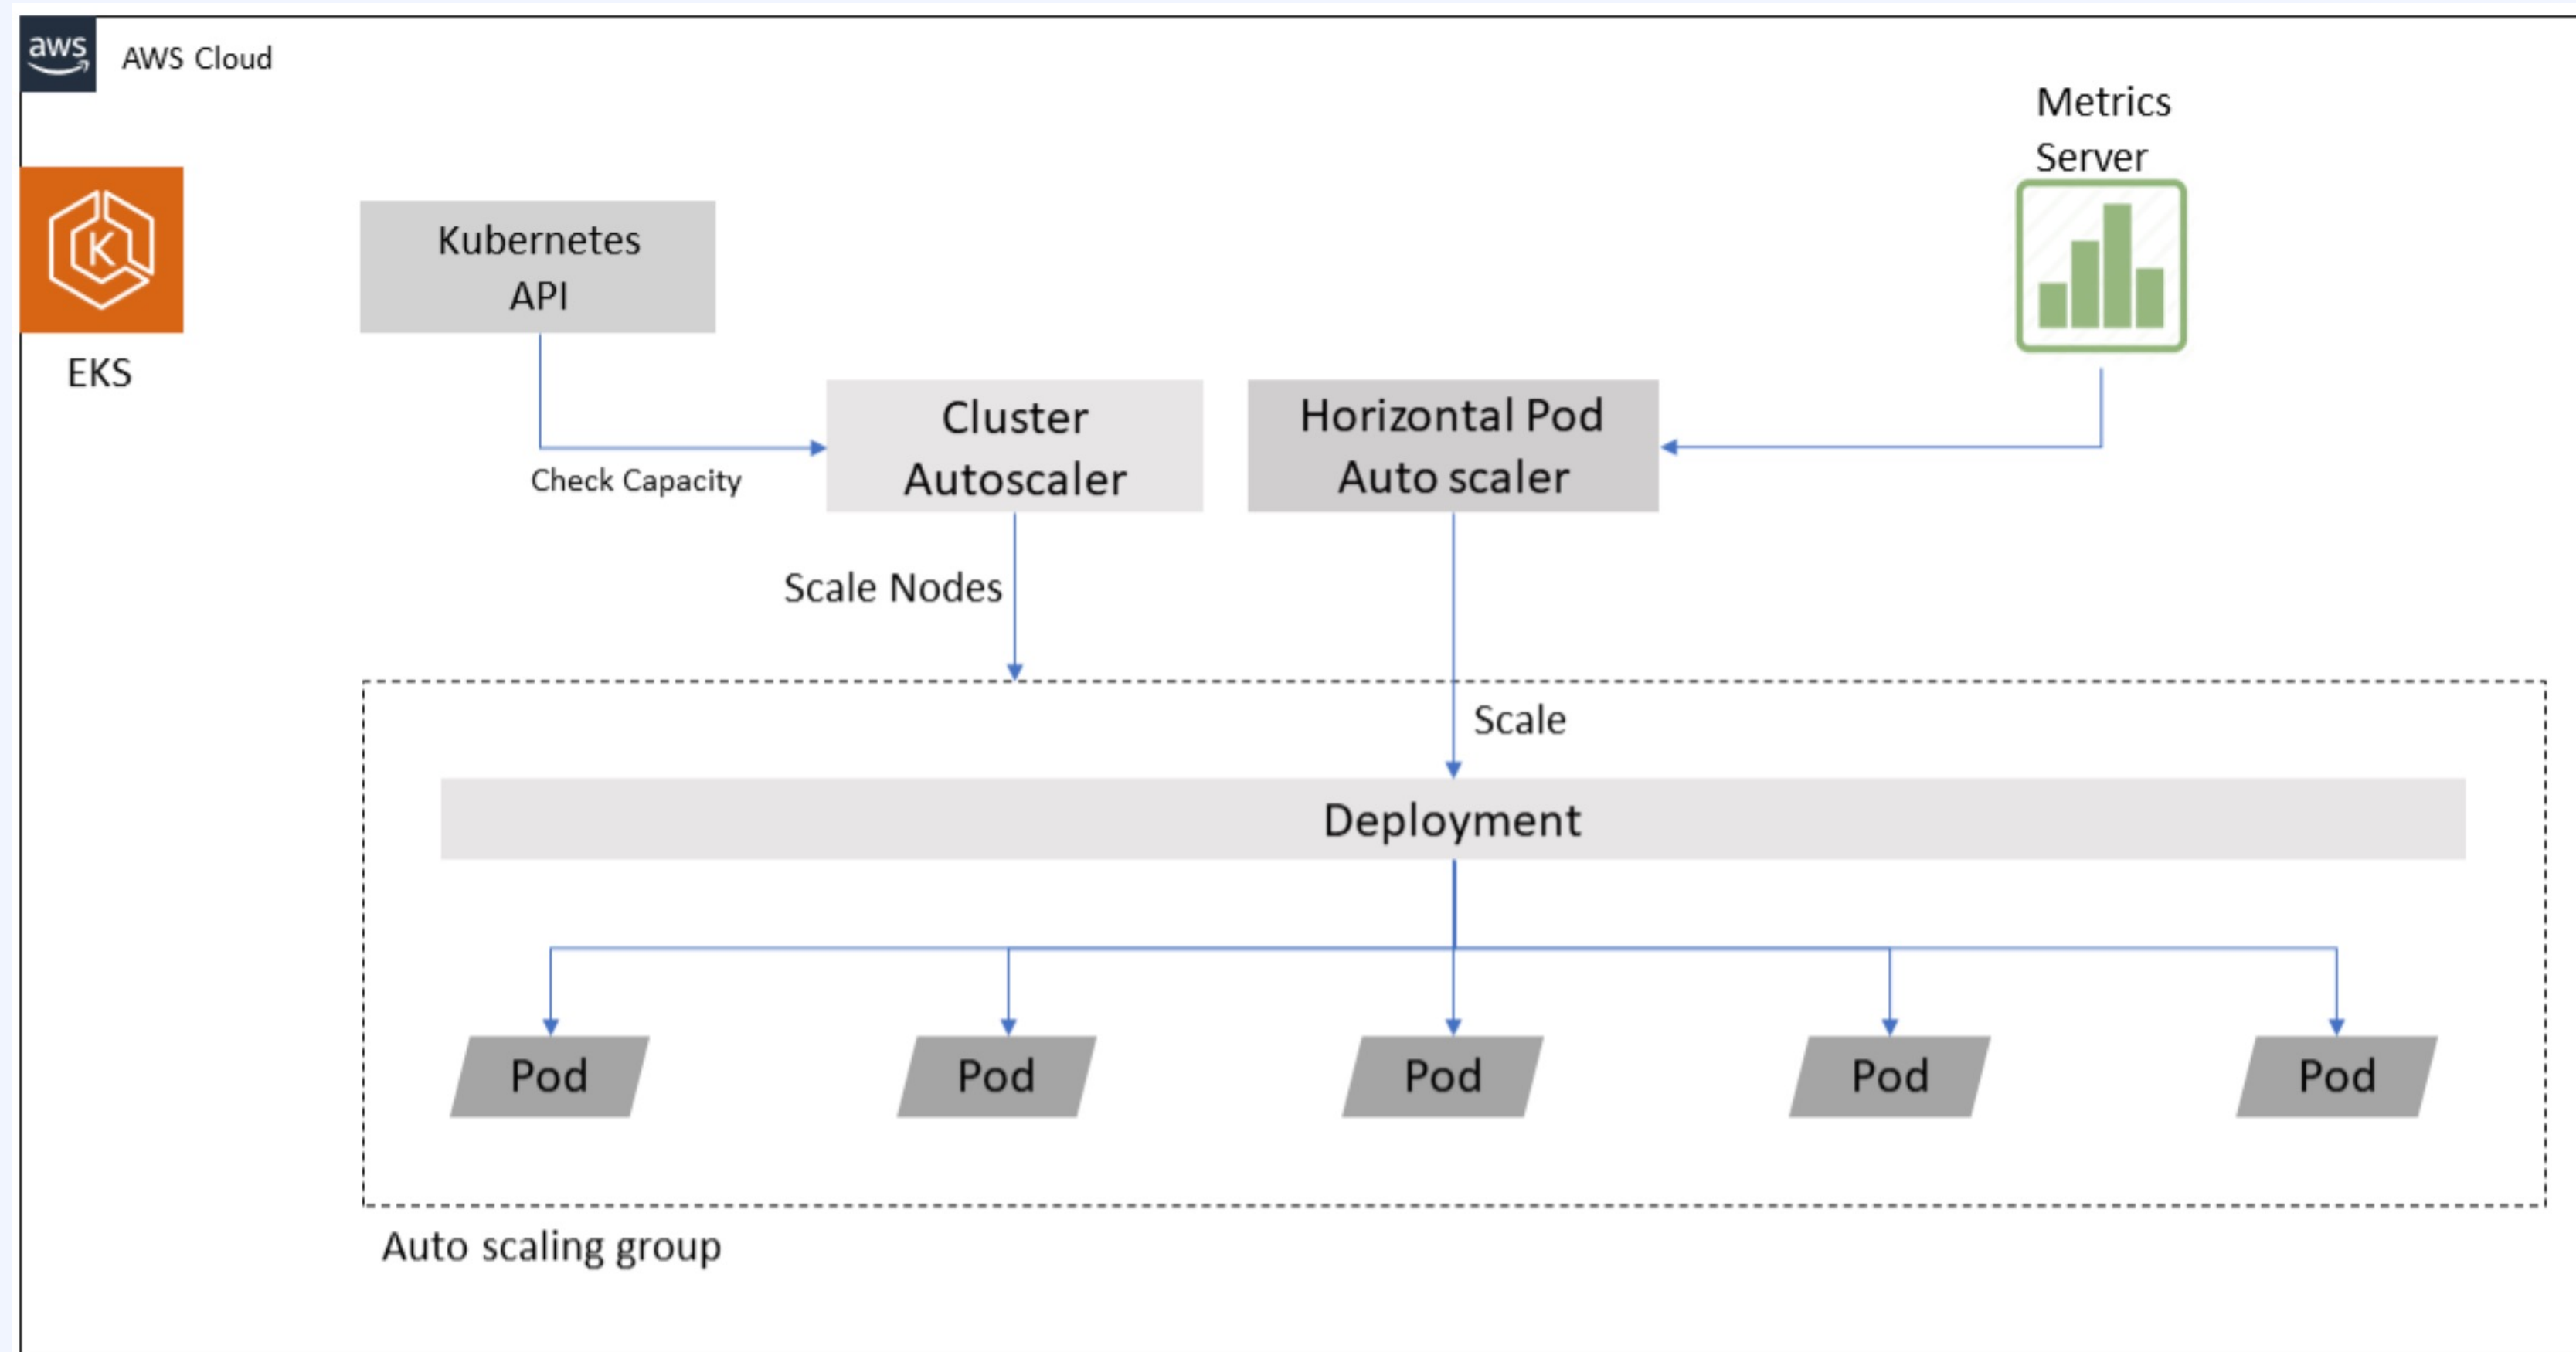 aws
AWS Cloud
Metrics
Server
K
EKS
Kubernetes
API
Check Capacity
Cluster
Autoscaler
Horizontal Pod
Auto scaler
Scale Nodes
Scale
Deployment
Pod
Pod
Pod
Pod
Pod
Auto scaling group